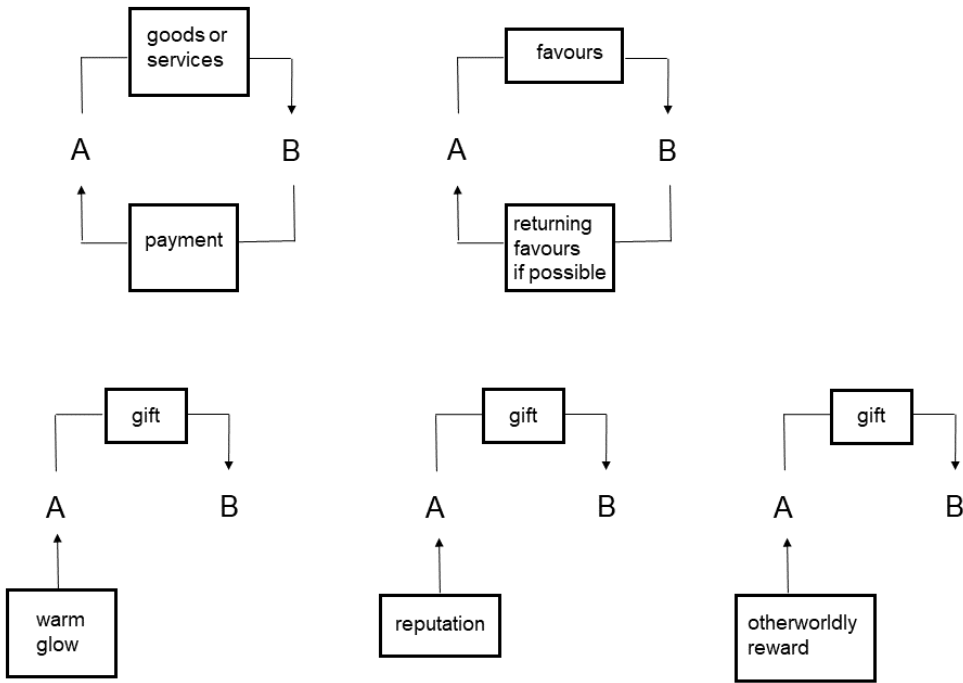 goods or
services
A
B
payment
favours
A
B
returning
favours
if possible
gift
A
B
warm
glow
gift
A
B
reputation
gift
A
B
otherworldly
reward